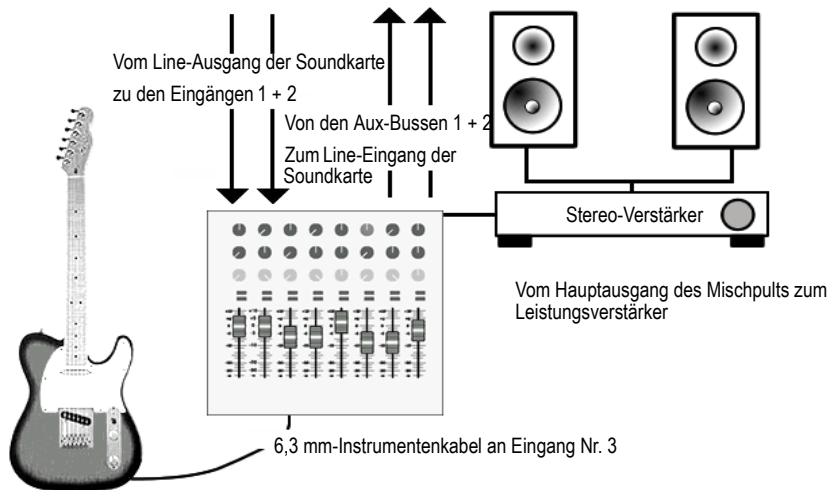 Vom Line-Ausgang der Soundkarte
zu den Eingängen 1 + 2
Von den Aux-Bussen 1 + 2
Zum Line-Eingang der
Soundkarte
Stereo-Verstärker
Vom Hauptausgang des Mischpults zum
Leistungsverstärker
6,3 mm-Instrumentenkabel an Eingang Nr. 3